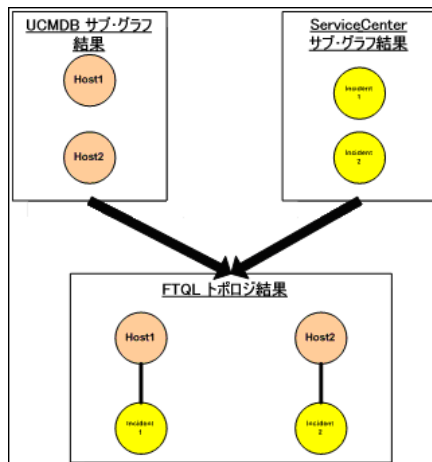 UCMDB サブ・グラフ
結果
Host1
Host2
ServiceCenter
サブ・グラフ結果
Incident
1
Incident
2
FTQL トポロジ結果
Host1
Host2
Incident
1
Incident
2